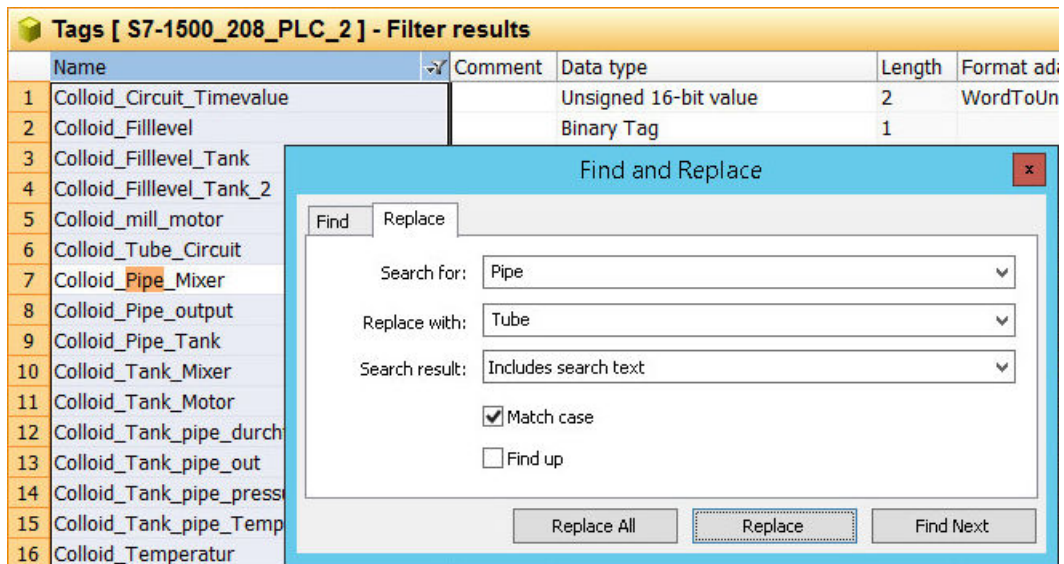 Tags [ S7-1500_208_PLC_2 ] - Filter results
Name Comment Data type Length Format ada
1 Colloid_Circuit_Timevalue Unsigned 16-bit value 2 WordToUn
2 Colloid_Filllevel Binary Tag 1
3 Colloid_Filllevel_Tank
4 Colloid_Filllevel_Tank_2
5 Colloid_mill_motor
6 Colloid_Tube_Circuit
7 Colloid_Pipe_Mixer
8 Colloid_Pipe_output
9 Colloid_Pipe_Tank
10 Colloid_Tank_Mixer
11 Colloid_Tank_Motor
12 Colloid_Tank_pipe_durch
13 Colloid_Tank_pipe_out
14 Colloid_Tank_pipe_pressu
15 Colloid_Tank_pipe_Temp
16 Colloid_Temperatur
Find and Replace x
Find Replace
Search for: Pipe
Replace with: Tube
Search result: Includes search text
Match case
Find up
Replace All Replace Find Next